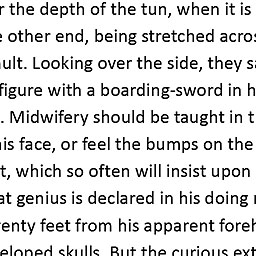 r the depth of the tun, when it is
other end, being stretched acro
ult. Looking over the side, they s
figure with a boarding-sword in h
. Midwifery should be taught in t
is face, or feel the bumps on the
t, which so often will insist upon
at genius is declared in his doing
enty feet from his apparent foreh
eloped skulls. But the curious ext